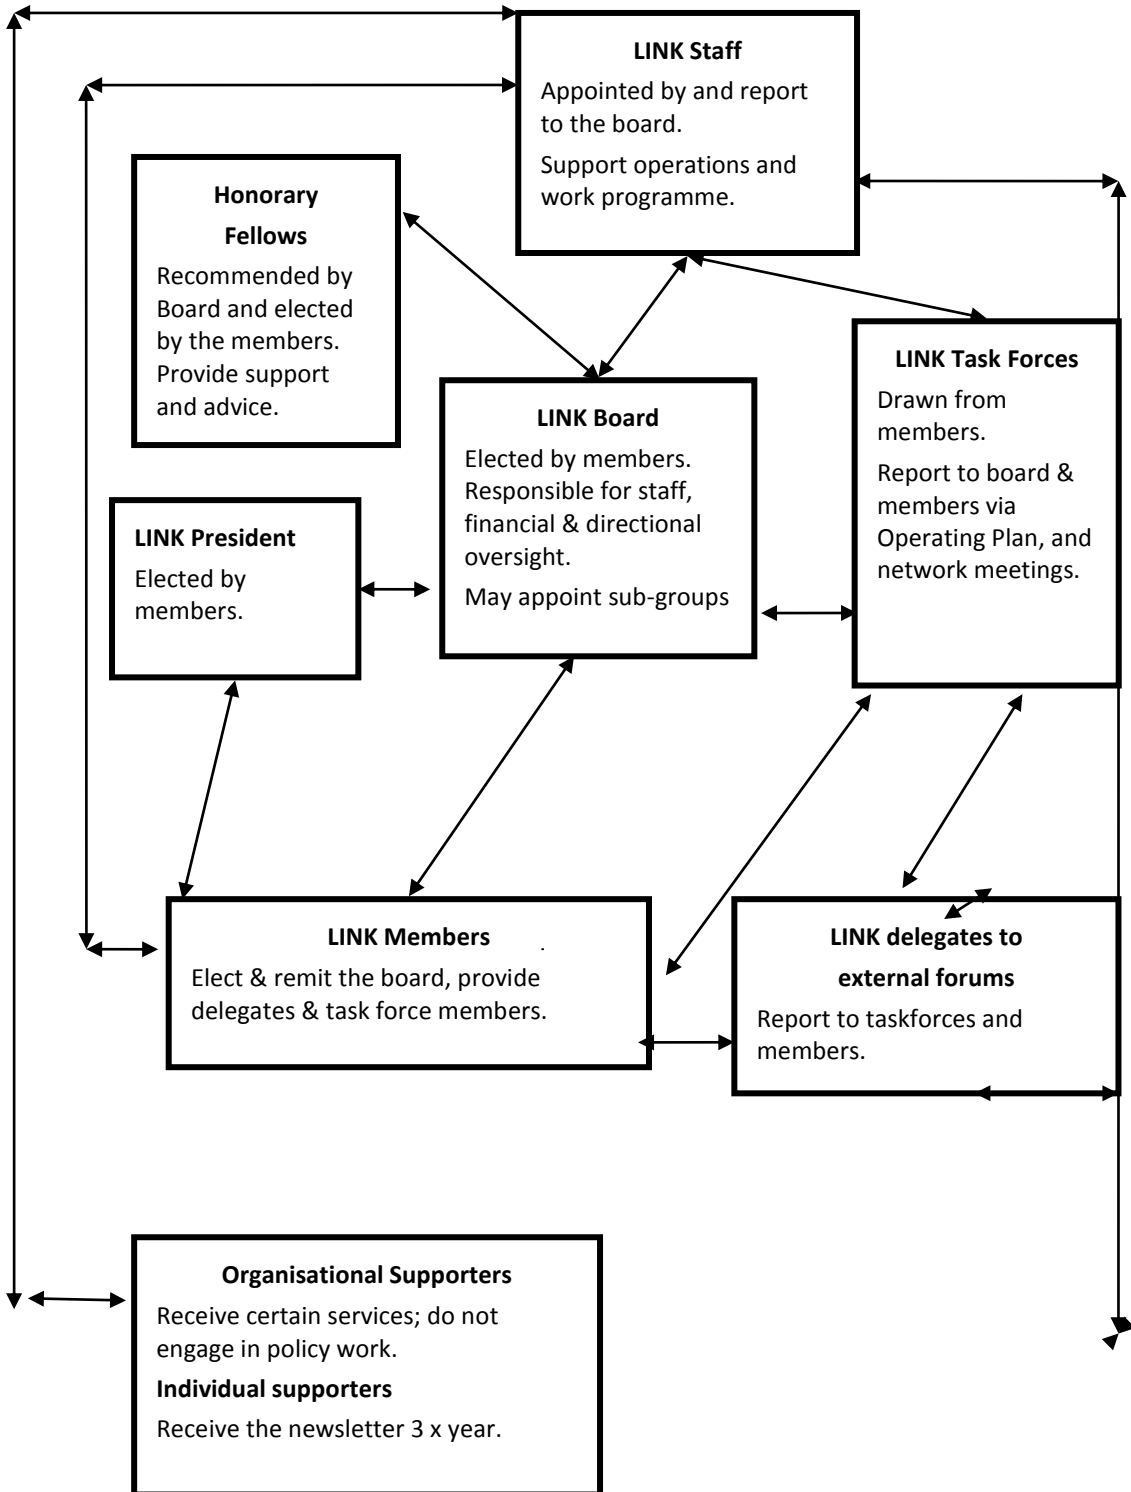 LINK Staff
Appointed by and report
to the board.
Support operations and
work programme.
Honorary
Fellows
Recommended by
Board and elected
by the members.
Provide support
and advice.
LINK Task Forces
Drawn from
members.
Report to board &
members via
Operating Plan, and
network meetings.
LINK Board
Elected by members.
Responsible for staff,
financial & directional
oversight.
May appoint sub-groups
LINK President
Elected by
members.
LINK Members
.
Elect & remit the board, provide
delegates & task force members.
LINK delegates to
external forums
Report to taskforces and
members.
Organisational Supporters
Receive certain services; do not
engage in policy work.
Individual supporters
Receive the newsletter 3 x year.